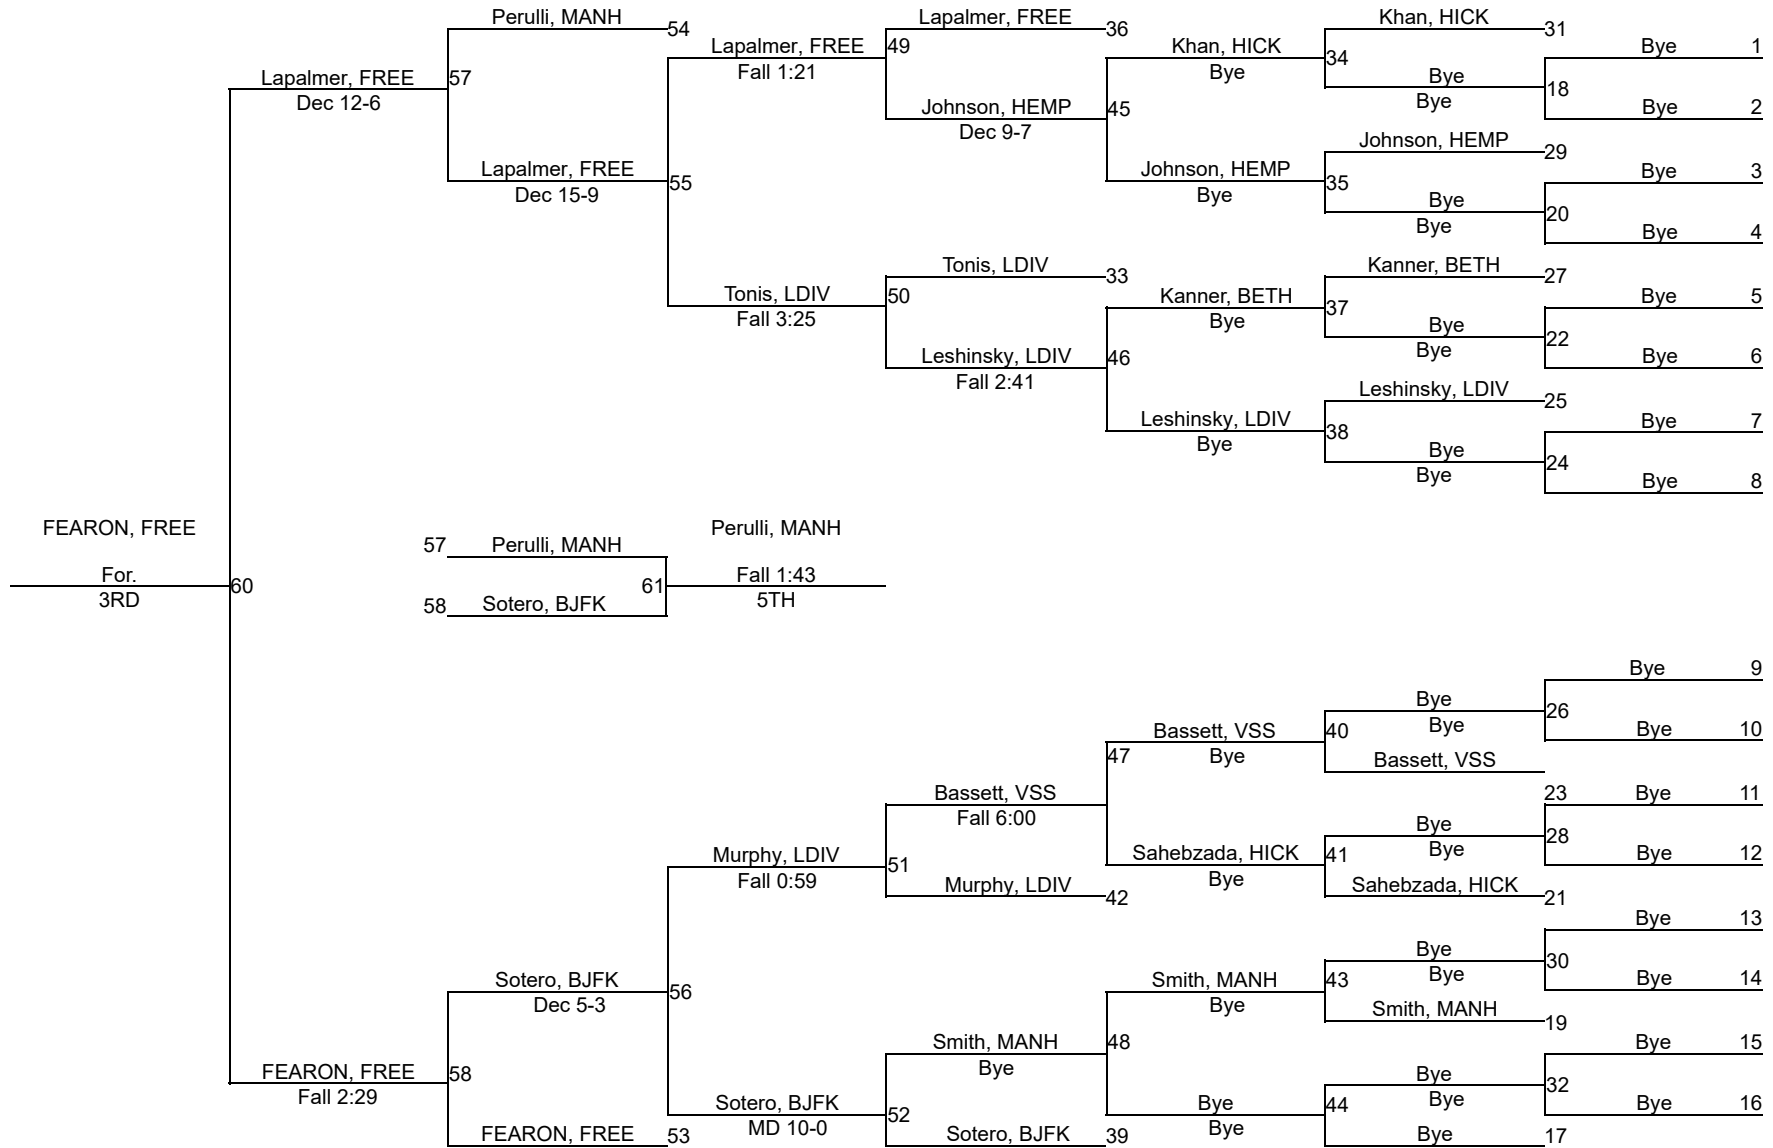 Perulli, MANH 54 Lapalmer, FREE 36 Khan, HICK 31
Lapalmer, FREE 49 Khan, HICK Bye 1
Fall 1:21 Bye 34
Lapalmer, FREE 57 Bye 18
Dec 12-6 Johnson, HEMP 45 Bye Bye 2
Dec 9-7
Johnson, HEMP 29
Lapalmer, FREE 55 Johnson, HEMP 35 Bye 3
Dec 15-9 Bye
Bye 20
Bye Bye 4
Tonis, LDIV 33 Kanner, BETH 27
Tonis, LDIV 50 Kanner, BETH 37 Bye 5
Fall 3:25 Bye
Bye 22
Leshinsky, LDIV 46 Bye Bye 6
Fall 2:41
Leshinsky, LDIV 25
Leshinsky, LDIV 38 Bye 7
Bye
Bye 24
Bye Bye 8
FEARON, FREE Perulli, MANH
57 Perulli, MANH
For. 60 61 Fall 1:43
3RD 5TH
58 Sotero, BJFK
Bye 9
Bye 26
Bassett, VSS 40 Bye Bye 10
47 Bye
Bassett, VSS
Bassett, VSS 23 Bye 11
Fall 6:00
Bye 28
Murphy, LDIV 51 Sahebzada, HICK 41 Bye Bye 12
Fall 0:59 Bye
Murphy, LDIV 42 Sahebzada, HICK 21
Bye 13
Bye 30
Sotero, BJFK 56 Smith, MANH 43 Bye Bye 14
Dec 5-3 Bye
Smith, MANH 19
Smith, MANH 48 Bye 15
Bye
FEARON, FREE 58 Bye 32
Fall 2:29 Bye
Sotero, BJFK 52 Bye 44 Bye 16
MD 10-0 Bye
FEARON, FREE 53 Sotero, BJFK 39 Bye 17